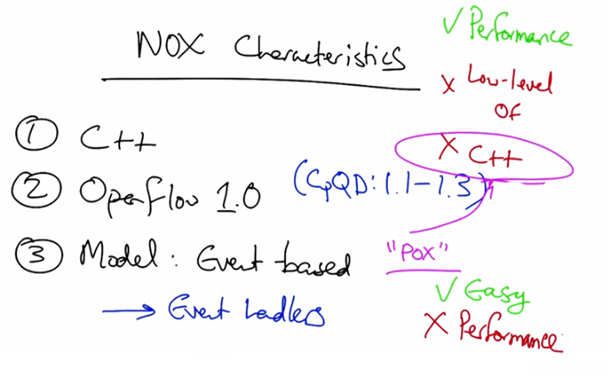 NOX Characteristics
① C++
② Openflow 1.0 (CpQD: 1.1-1.3)
③ Model: Event based
→ Event handlers
✓ Performance
X Low-level
OF
X C++
"POX"
✓ Easy
X Performance